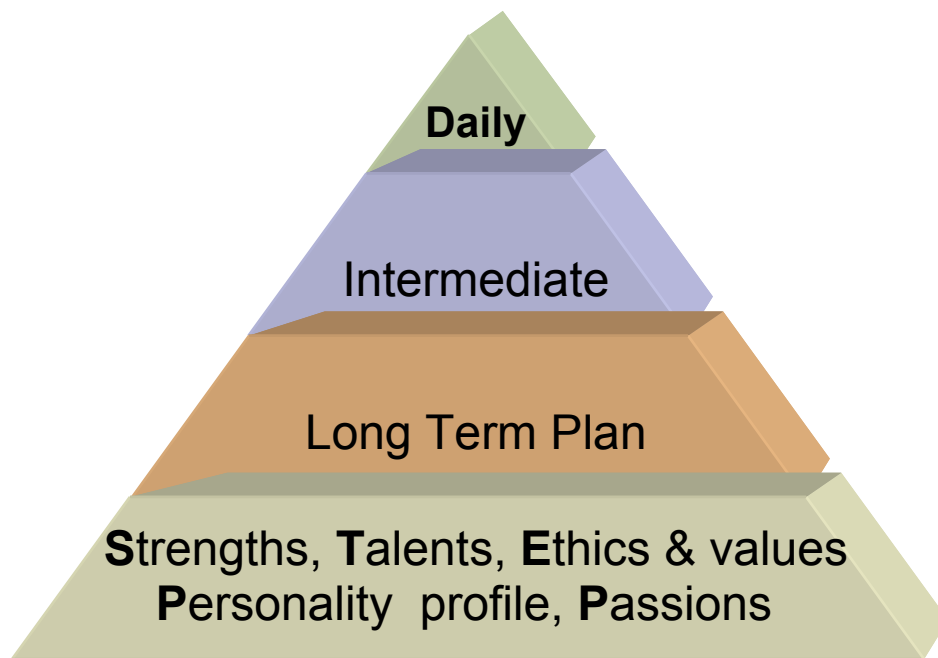 Daily
Intermediate
Long Term Plan
Strengths, Talents, Ethics & values
Personality profile, Passions